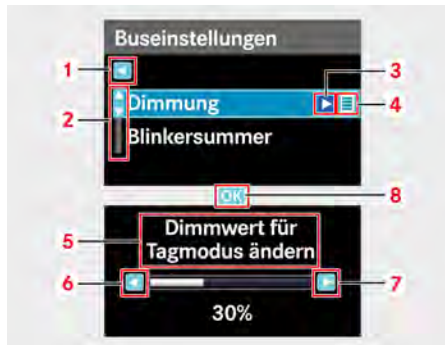 Buseinstellungen
1
3
Dimmung
4
2
Blinkersummer
OK
8
Dimmwert für
5
Tagmodus ändern
6
7
30%